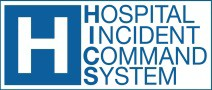 H
HOSPITAL
INCIDENT
COMMAND
SYSTEM